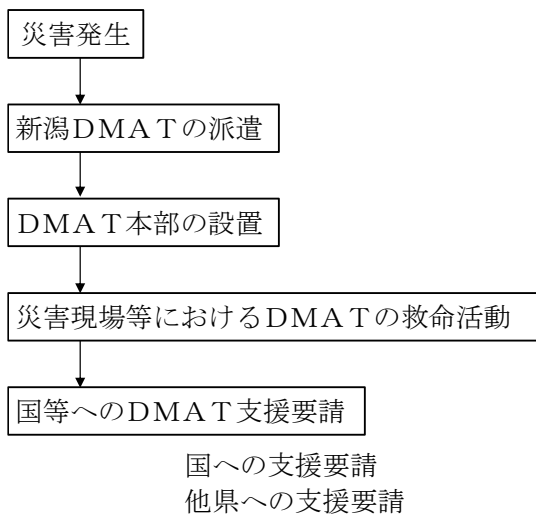 災害発生
新潟DMATの派遣
DMAT本部の設置
災害現場等におけるDMATの救命活動
国等へのDMAT支援要請
国への支援要請
他県への支援要請